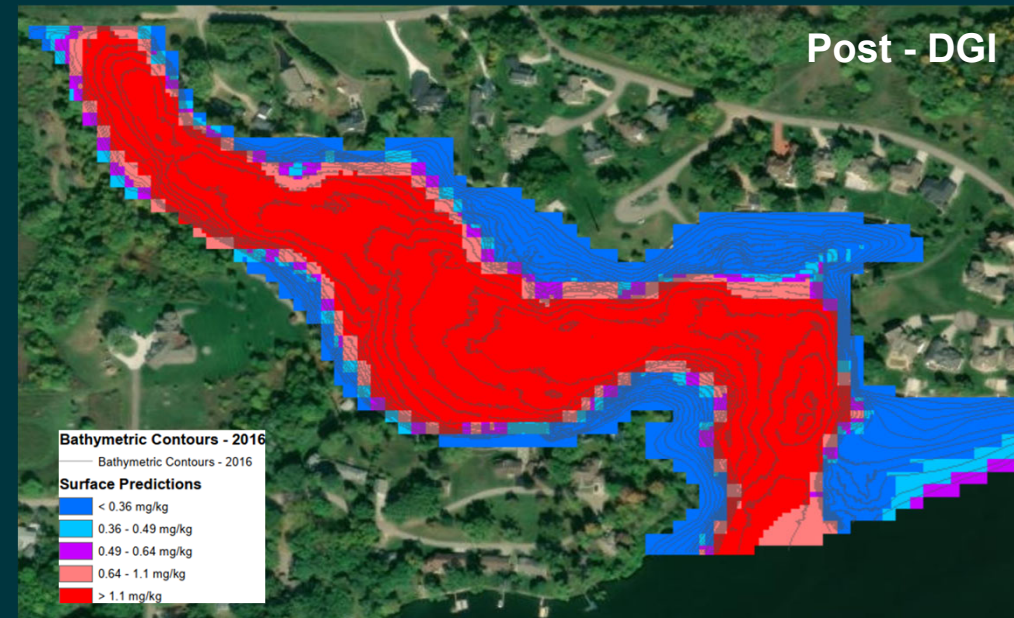 Post - DGI
Bathymetric Contours - 2016
Bathymetric Contours - 2016
Surface Predictions
< 0.36 mg/kg
0.36 - 0.49 mg/kg
0.49 - 0.64 mg/kg
0.64 - 1.1 mg/kg
> 1.1 mg/kg